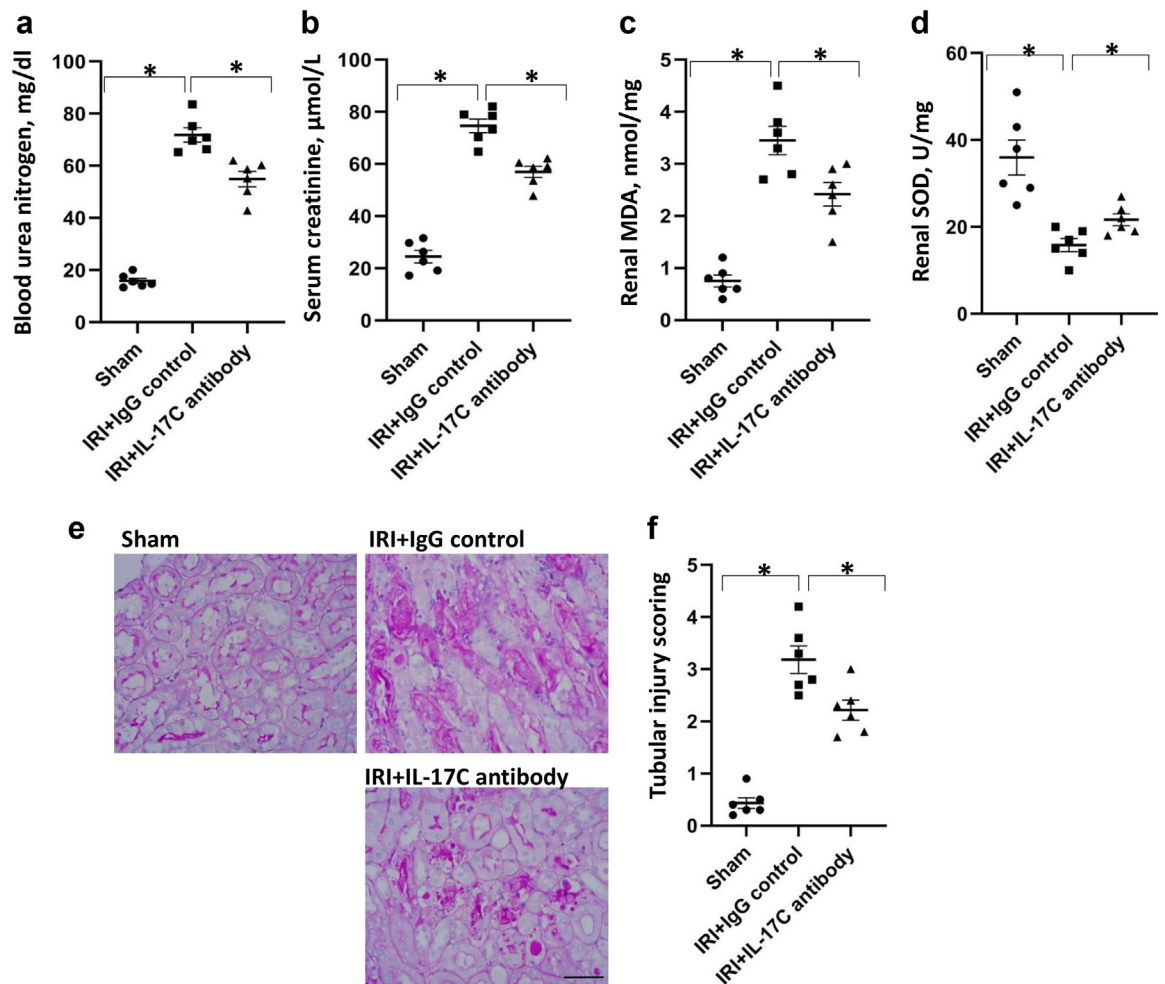 a
Blood urea nitrogen, mg/dl
100
80
60
40
20
0
*
*
Sham
IRI+IgG control
IRI+IL-17C antibody
b
Serum creatinine, μmol/L
100
80
60
40
20
0
*
*
Sham
IRI+IgG control
IRI+IL-17C antibody
c
Renal MDA, nmol/mg
5
4
3
2
1
0
*
*
Sham
IRI+IgG control
IRI+IL-17C antibody
d
Renal SOD, U/mg
60
40
20
0
*
*
Sham
IRI+IgG control
IRI+IL-17C antibody
e
Sham
IRI+IgG control
IRI+IL-17C antibody
f
Tubular injury scoring
5
4
3
2
1
0
*
*
Sham
IRI+IgG control
IRI+IL-17C antibody